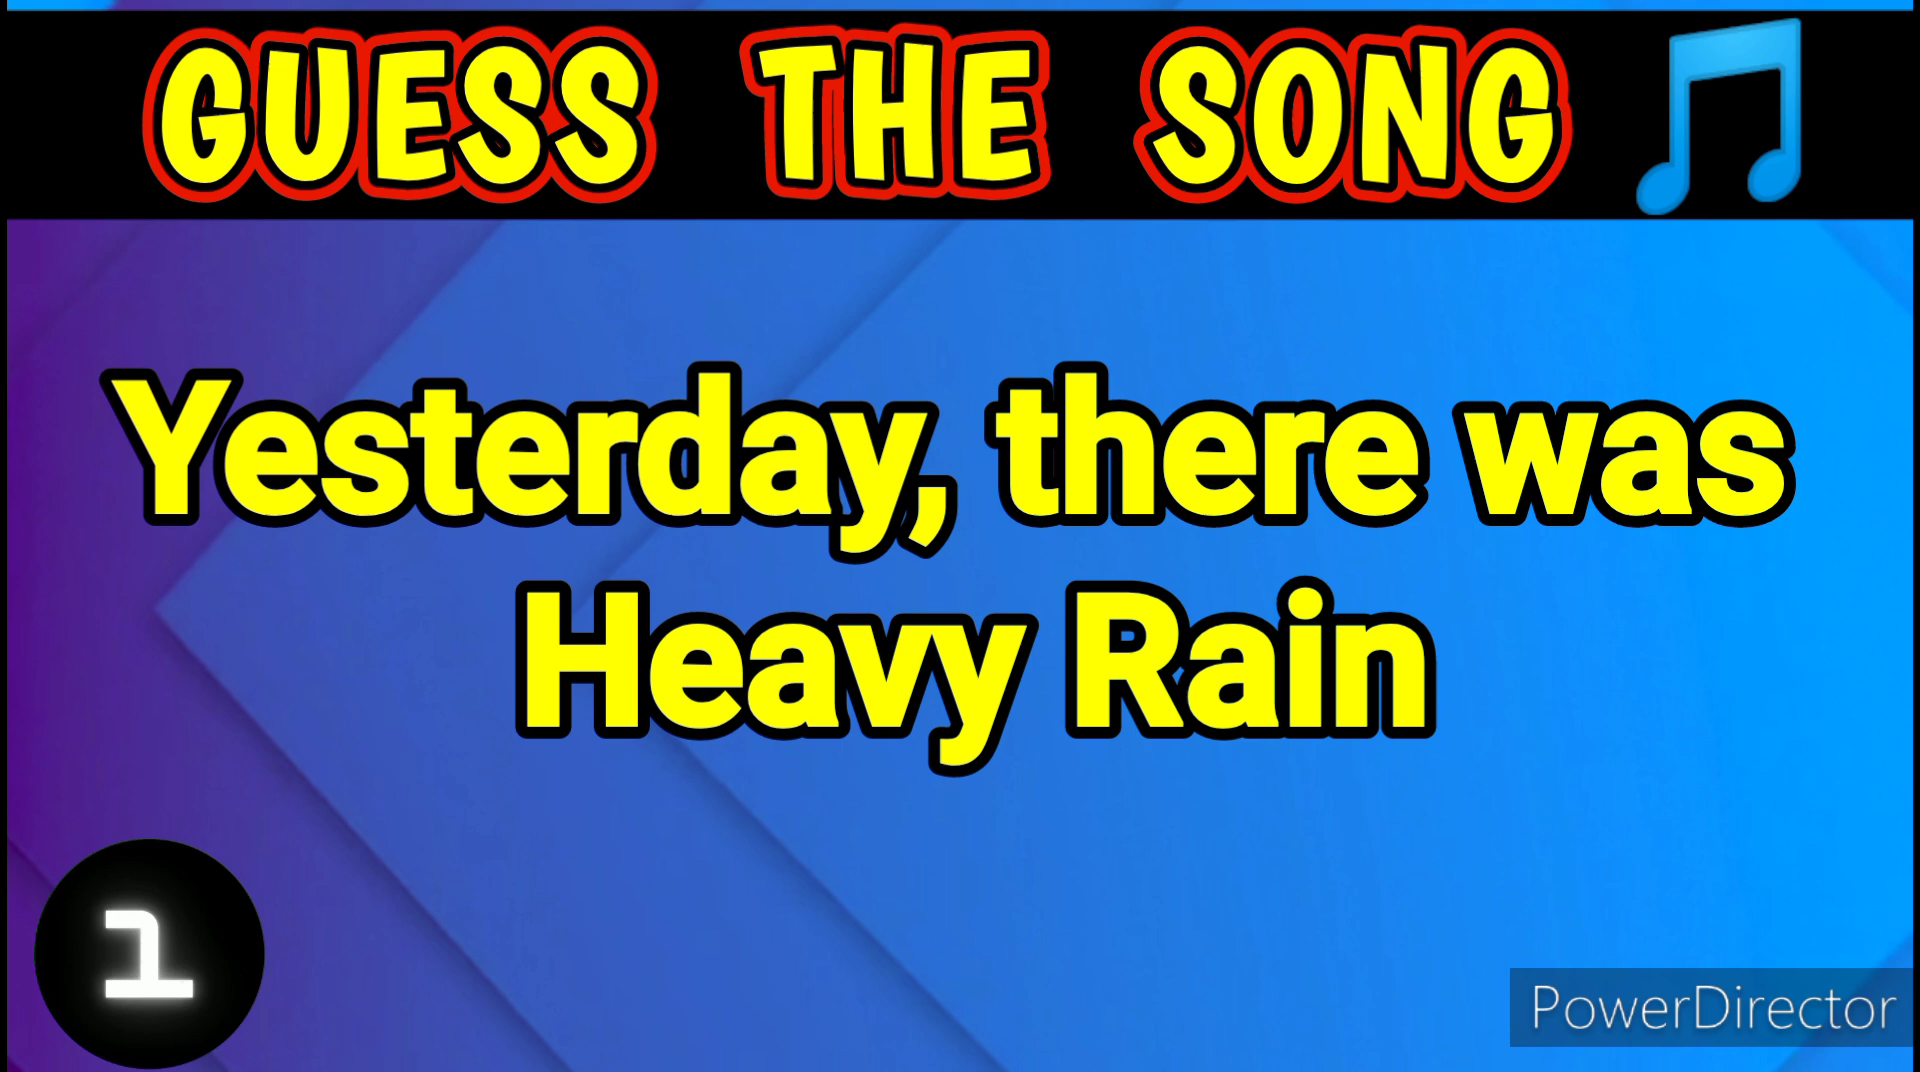 GUESS THE SONG
Yesterday, there was
Heavy Rain
1
PowerDirector